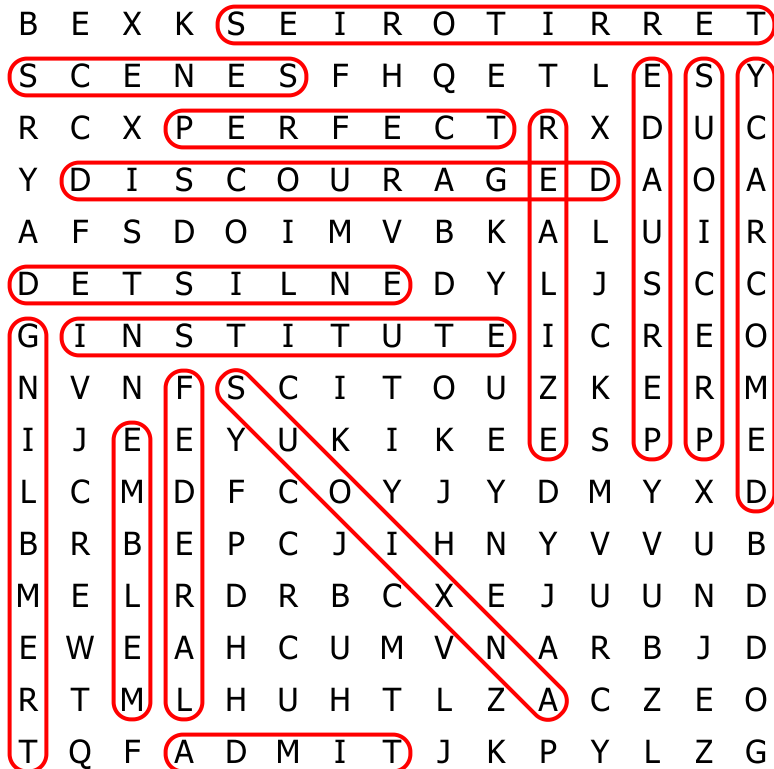 B E X K S E I R O T I R R E T
S C E N E S F H Q E T L E S Y
R C X P E R F E C T R X D U C
Y D I S C O U R A G E D A O A
A F S D O I M V B K A L U I R
D E T S I L N E D Y L J S C C
G I N S T I T U T E I C R E O
N V N F S C I T O U Z K E R M
I J E E Y U K I K E E S P P E
L C M D F C O Y J Y D M Y X D
B R B E P C J I H N Y V V U B
M E L R D R B C X E J U U N D
E W E A H C U M V N A R B J D
R T M L H U H T L Z A C Z E O
T Q F A D M I T J K P Y L Z G